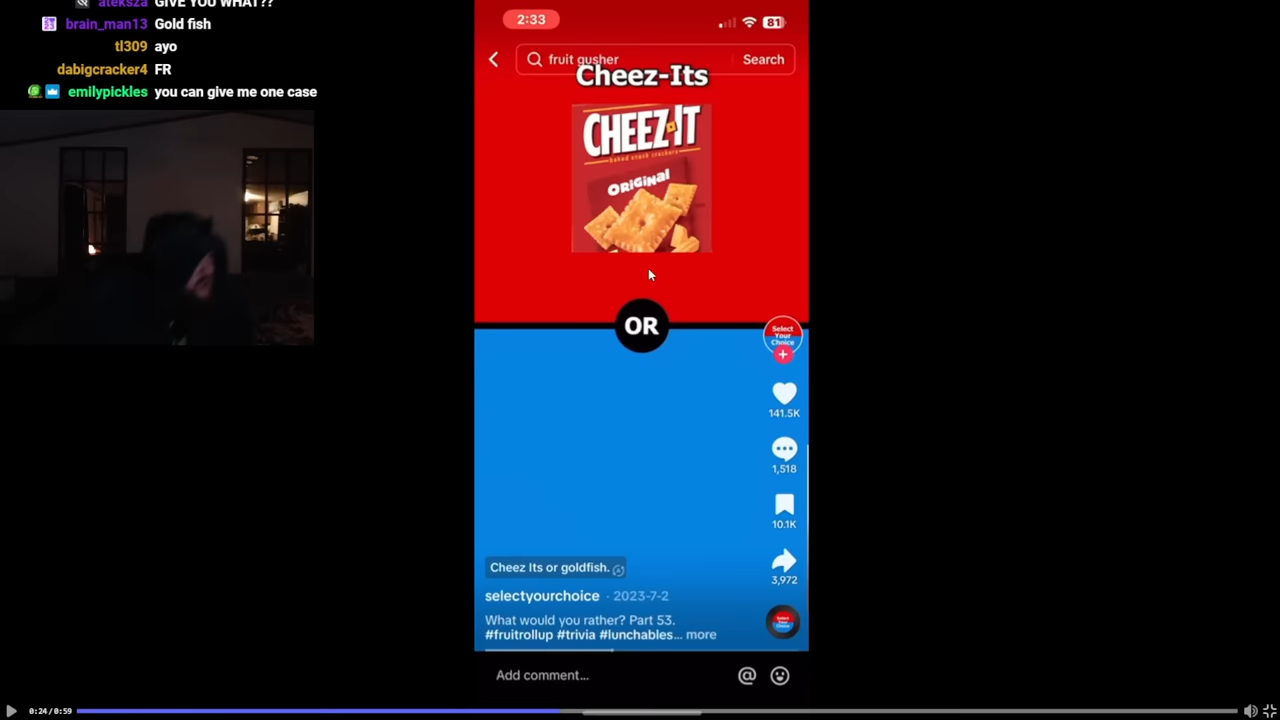 ateksza GIVE YOU WHAT??
brain_man13 Gold fish
tl309 ayo
dabigcracker4 FR
emilypickles you can give me one case
2:33
81
fruit gusher
Search
Cheez-Its
CHEEZ-IT
baked snack crackers
ORIGINAL
OR
Select
Your
Choice
141.5K
1,518
10.1K
3,972
Cheez Its or goldfish.
selectyourchoice · 2023-7-2
What would you rather? Part 53.
#fruitrollup #trivia #lunchables... more
Add comment...
@
0:24/0:59